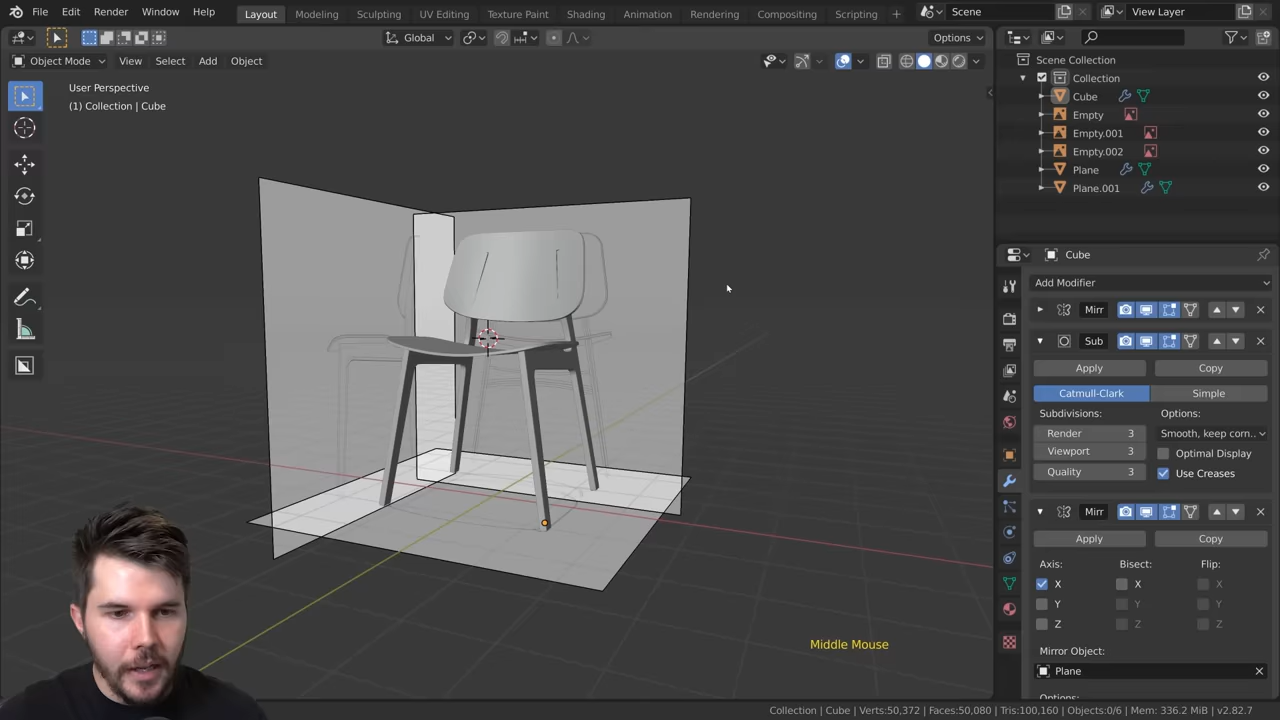 File Edit Render Window Help Layout Modeling Sculpting UV Editing Texture Paint Shading Animation Rendering Compositing Scripting + Scene View Layer
Global Options
Object Mode View Select Add Object
User Perspective
(1) Collection | Cube
Scene Collection
Collection
Cube
Empty
Empty.001
Empty.002
Plane
Plane.001
Cube
Add Modifier
Mirr
Sub
Apply Copy
Catmull-Clark Simple
Subdivisions: Options:
Render 3 Smooth, keep corn..
Viewport 3 Optimal Display
Quality 3 Use Creases
Mirr
Apply Copy
Axis: Bisect: Flip:
X X X
Y Y Y
Z Z Z
Mirror Object:
Plane
Options:
Middle Mouse
Collection | Cube | Verts:50,372 | Faces:50,080 | Tris:100,160 | Objects:0/6 | Mem: 336.2 MiB | v2.82.7